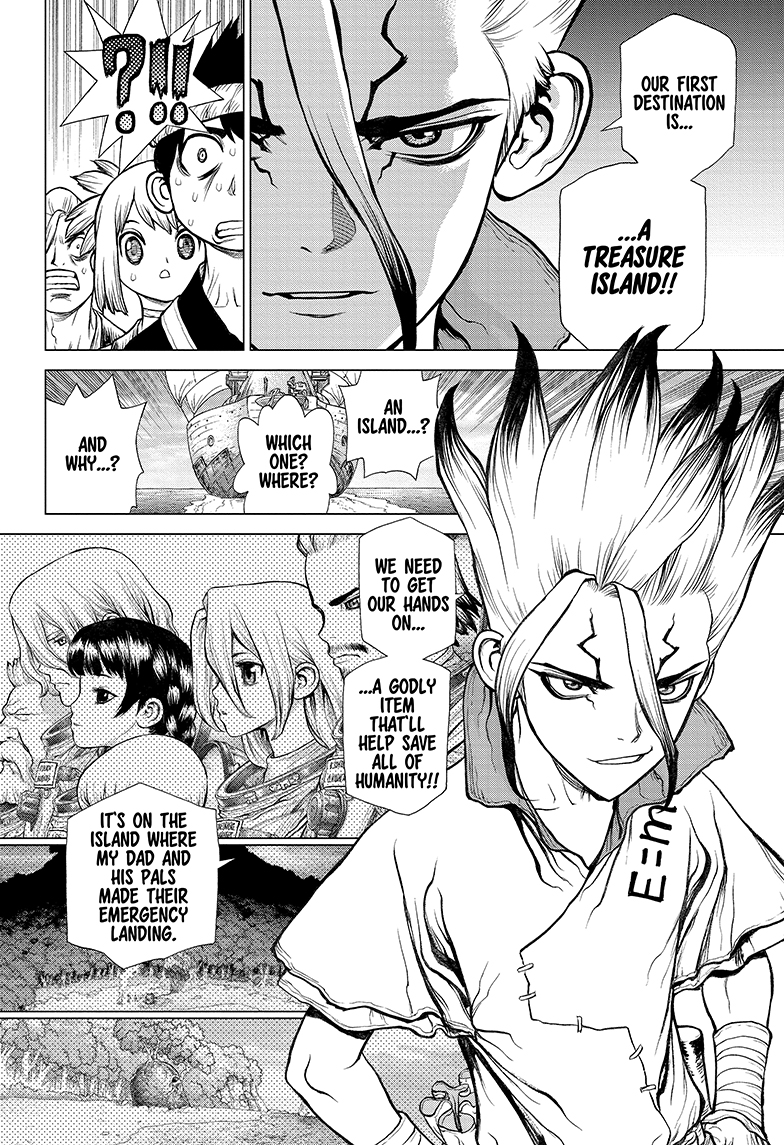 OUR FIRST
DESTINATION
IS...
...A
TREASURE
ISLAND!!
?!!
AN
ISLAND...?
WHICH
ONE?
WHERE?
AND
WHY...?
WE NEED
TO GET
OUR HANDS
ON...
...A GODLY
ITEM
THAT'LL
HELP SAVE
ALL OF
HUMANITY!!
IT'S ON THE
ISLAND WHERE
MY DAD AND
HIS PALS
MADE THEIR
EMERGENCY
LANDING.
E=m